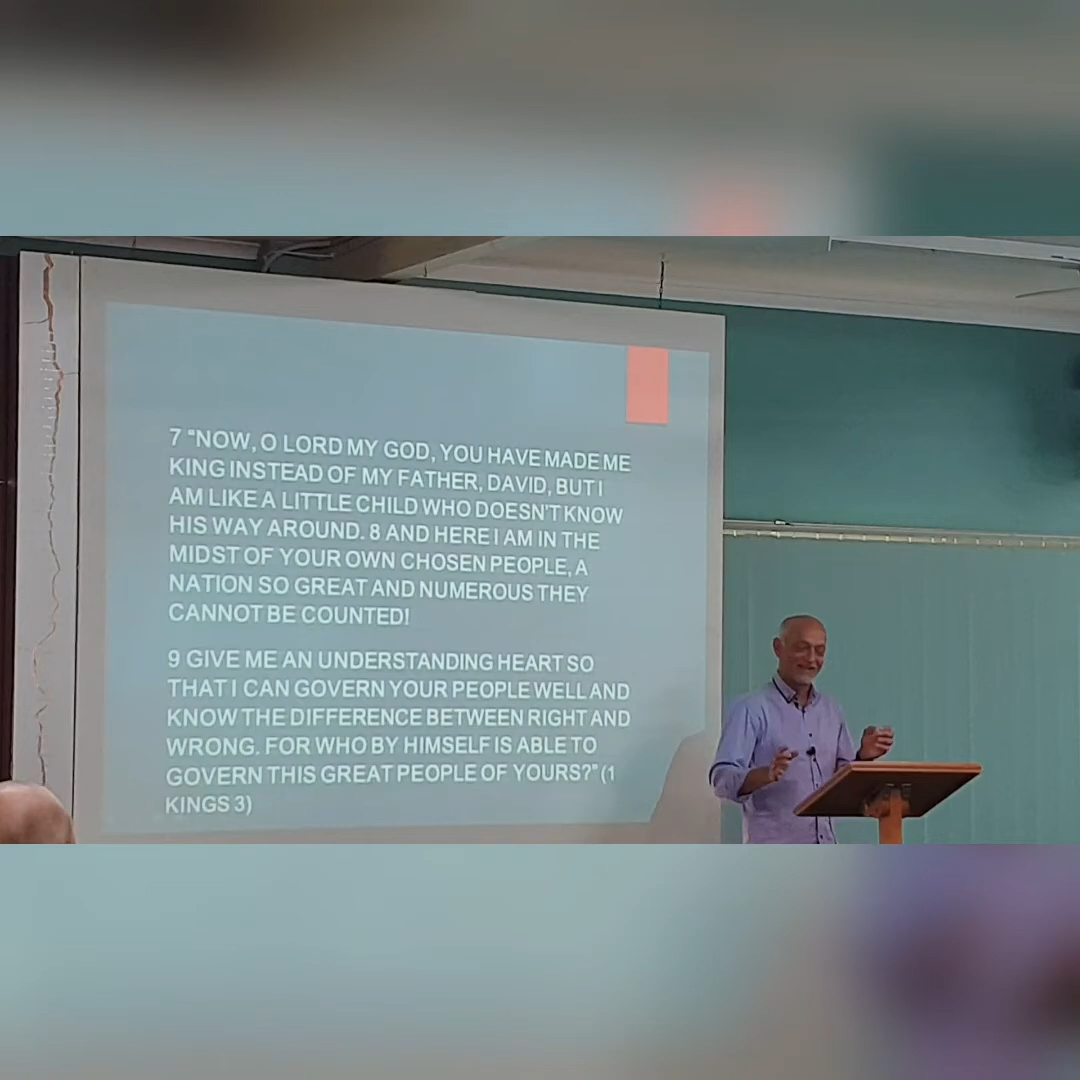 7 “NOW, O LORD MY GOD, YOU HAVE MADE ME
KING INSTEAD OF MY FATHER, DAVID, BUT I
AM LIKE A LITTLE CHILD WHO DOESN’T KNOW
HIS WAY AROUND. 8 AND HERE I AM IN THE
MIDST OF YOUR OWN CHOSEN PEOPLE, A
NATION SO GREAT AND NUMEROUS THEY
CANNOT BE COUNTED!
9 GIVE ME AN UNDERSTANDING HEART SO
THAT I CAN GOVERN YOUR PEOPLE WELL AND
KNOW THE DIFFERENCE BETWEEN RIGHT AND
WRONG. FOR WHO BY HIMSELF IS ABLE TO
GOVERN THIS GREAT PEOPLE OF YOURS?” (1
KINGS 3)